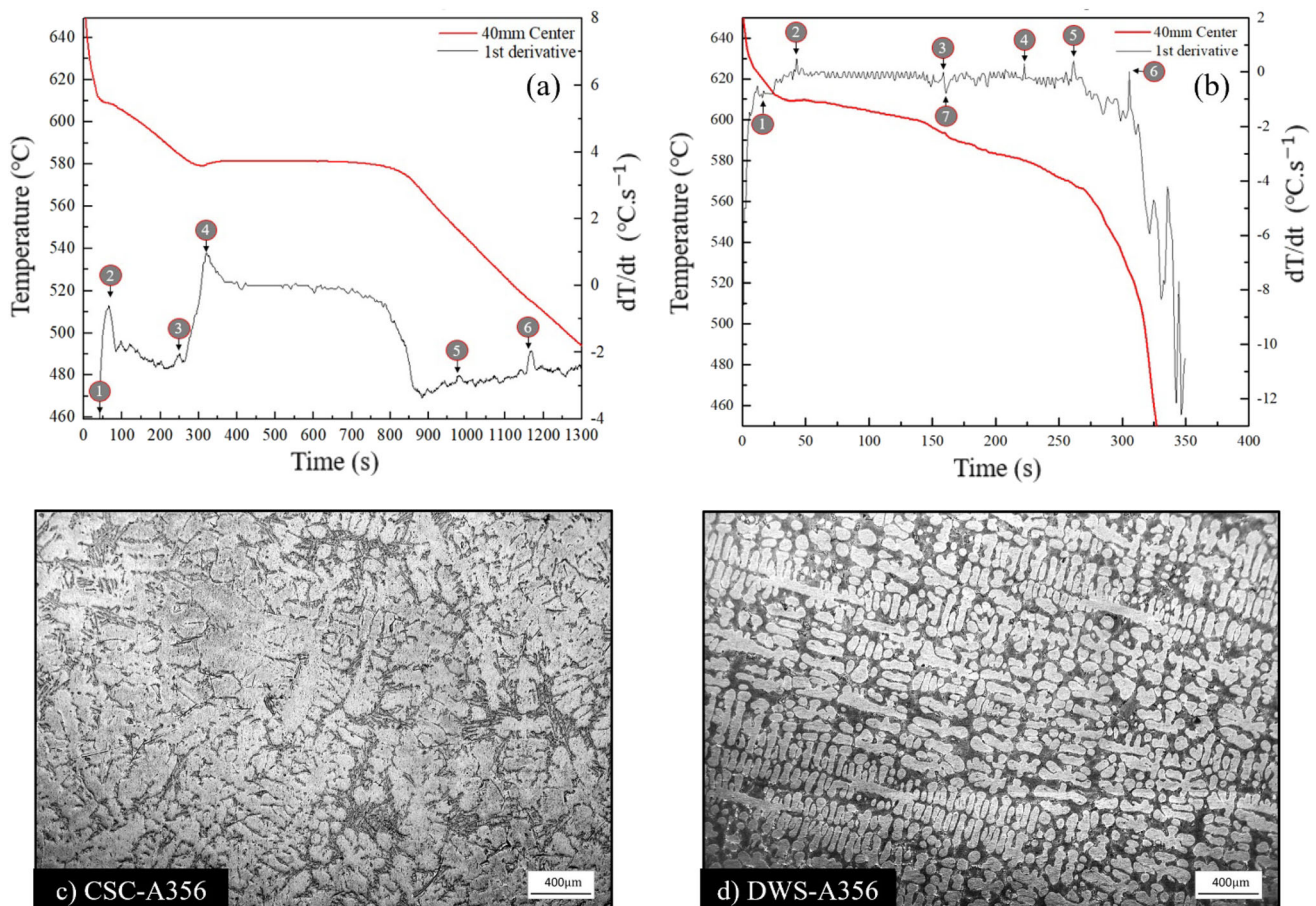 40mm Center
1st derivative
(a)
Temperature (°C)
640
620
600
580
560
540
520
500
480
460
8
6
4
2
0
-2
-4
dT/dt (°C.s⁻¹)
1
2
3
4
5
6
0 100 200 300 400 500 600 700 800 900 1000 1100 1200 1300
Time (s)
40mm Center
1st derivative
(b)
Temperature (°C)
640
620
600
580
560
540
520
500
480
460
2
0
-2
-4
-6
-8
-10
-12
dT/dt (°C.s⁻¹)
1
2
3
7
4
5
6
0 50 100 150 200 250 300 350 400
Time (s)
c) CSC-A356
400μm
d) DWS-A356
400μm